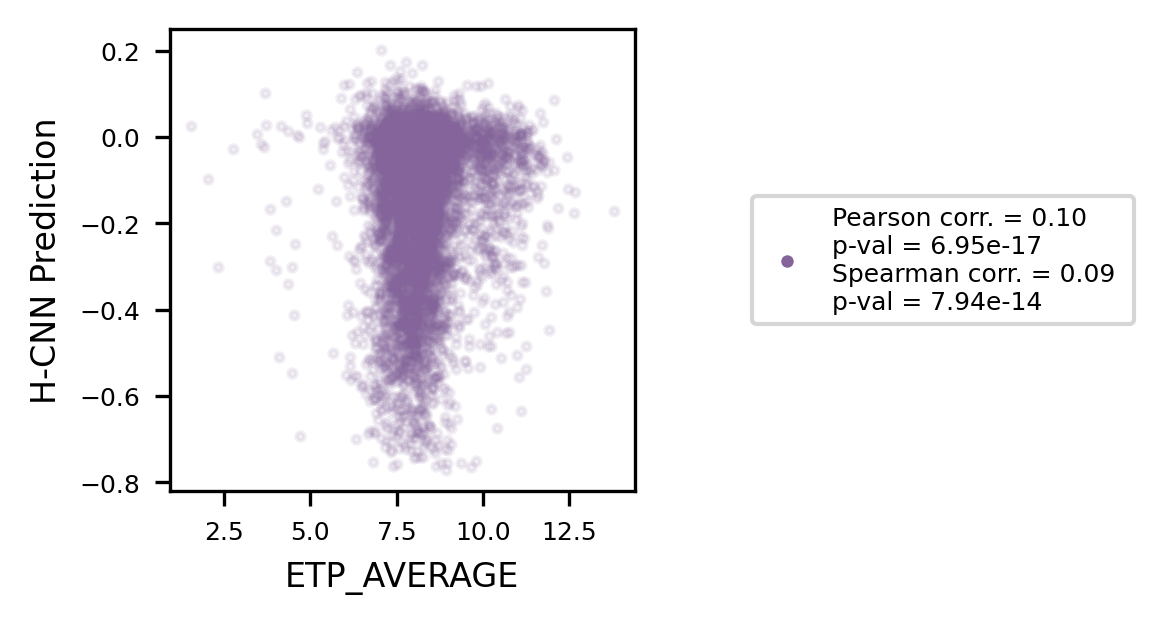 0.2
0.0
−0.2
−0.4
−0.6
−0.8
H-CNN Prediction
2.5 5.0 7.5 10.0 12.5
ETP_AVERAGE
Pearson corr. = 0.10
p-val = 6.95e-17
Spearman corr. = 0.09
p-val = 7.94e-14